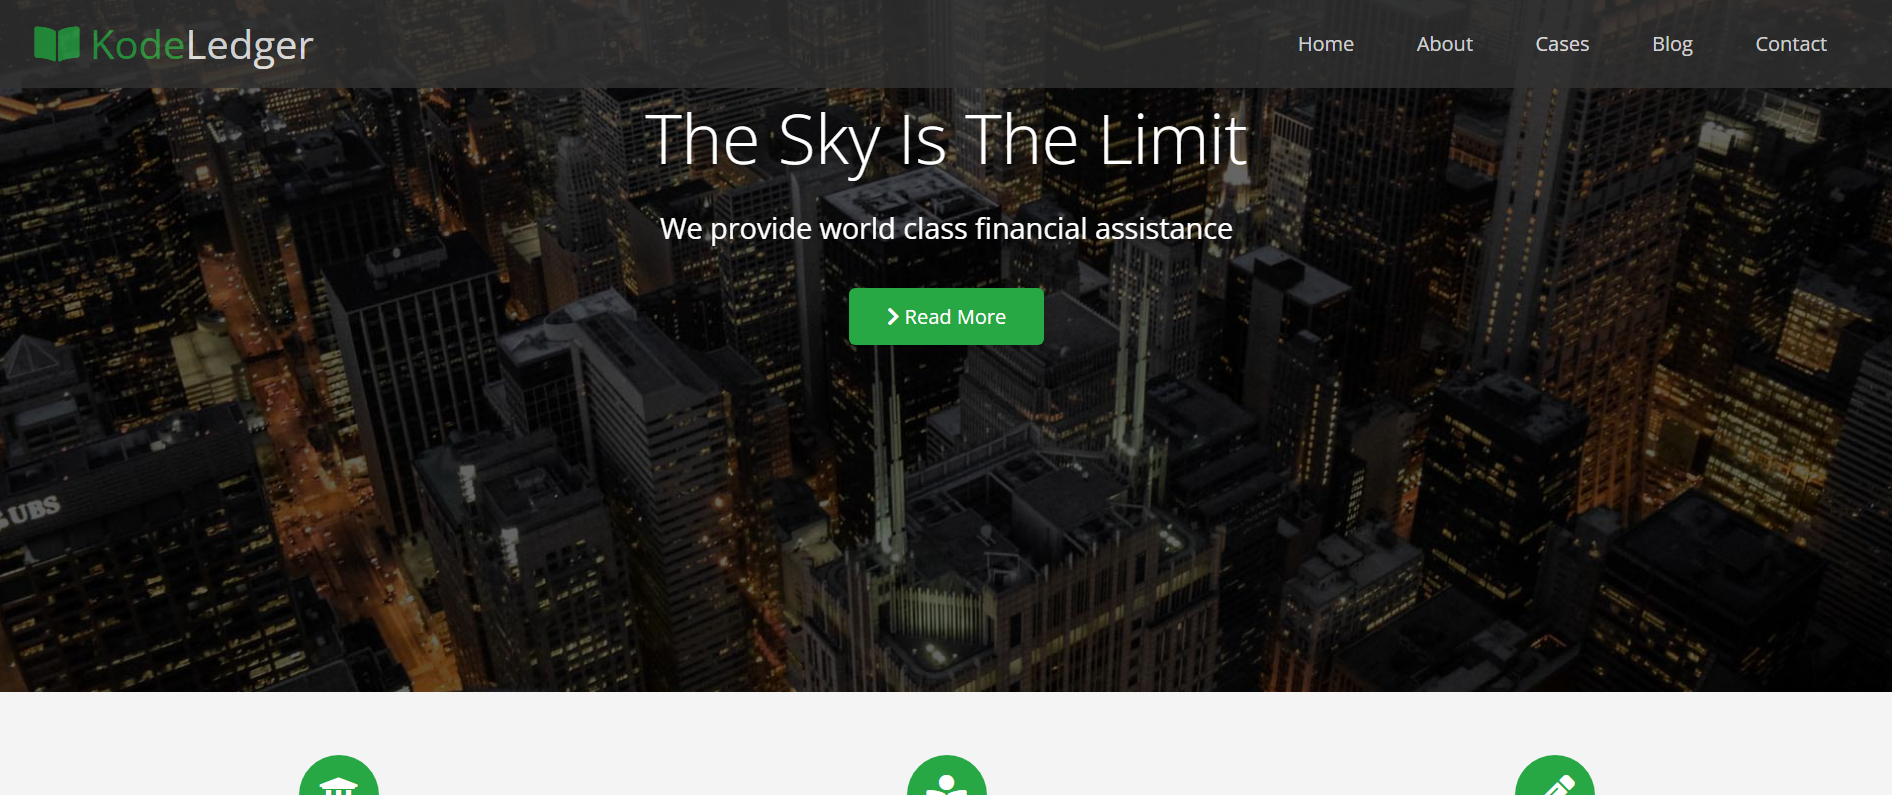 KodeLedger
Home
About
Cases
Blog
Contact
The Sky Is The Limit
We provide world class financial assistance
Read More
UBS